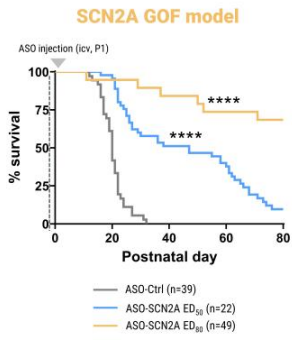 SCN2A GOF model
ASO injection (icv, P1)
100
75
50
25
0
% survival
****
****
0 20 40 60 80
Postnatal day
ASO-Ctrl (n=39)
ASO-SCN2A ED50 (n=22)
ASO-SCN2A ED80 (n=49)